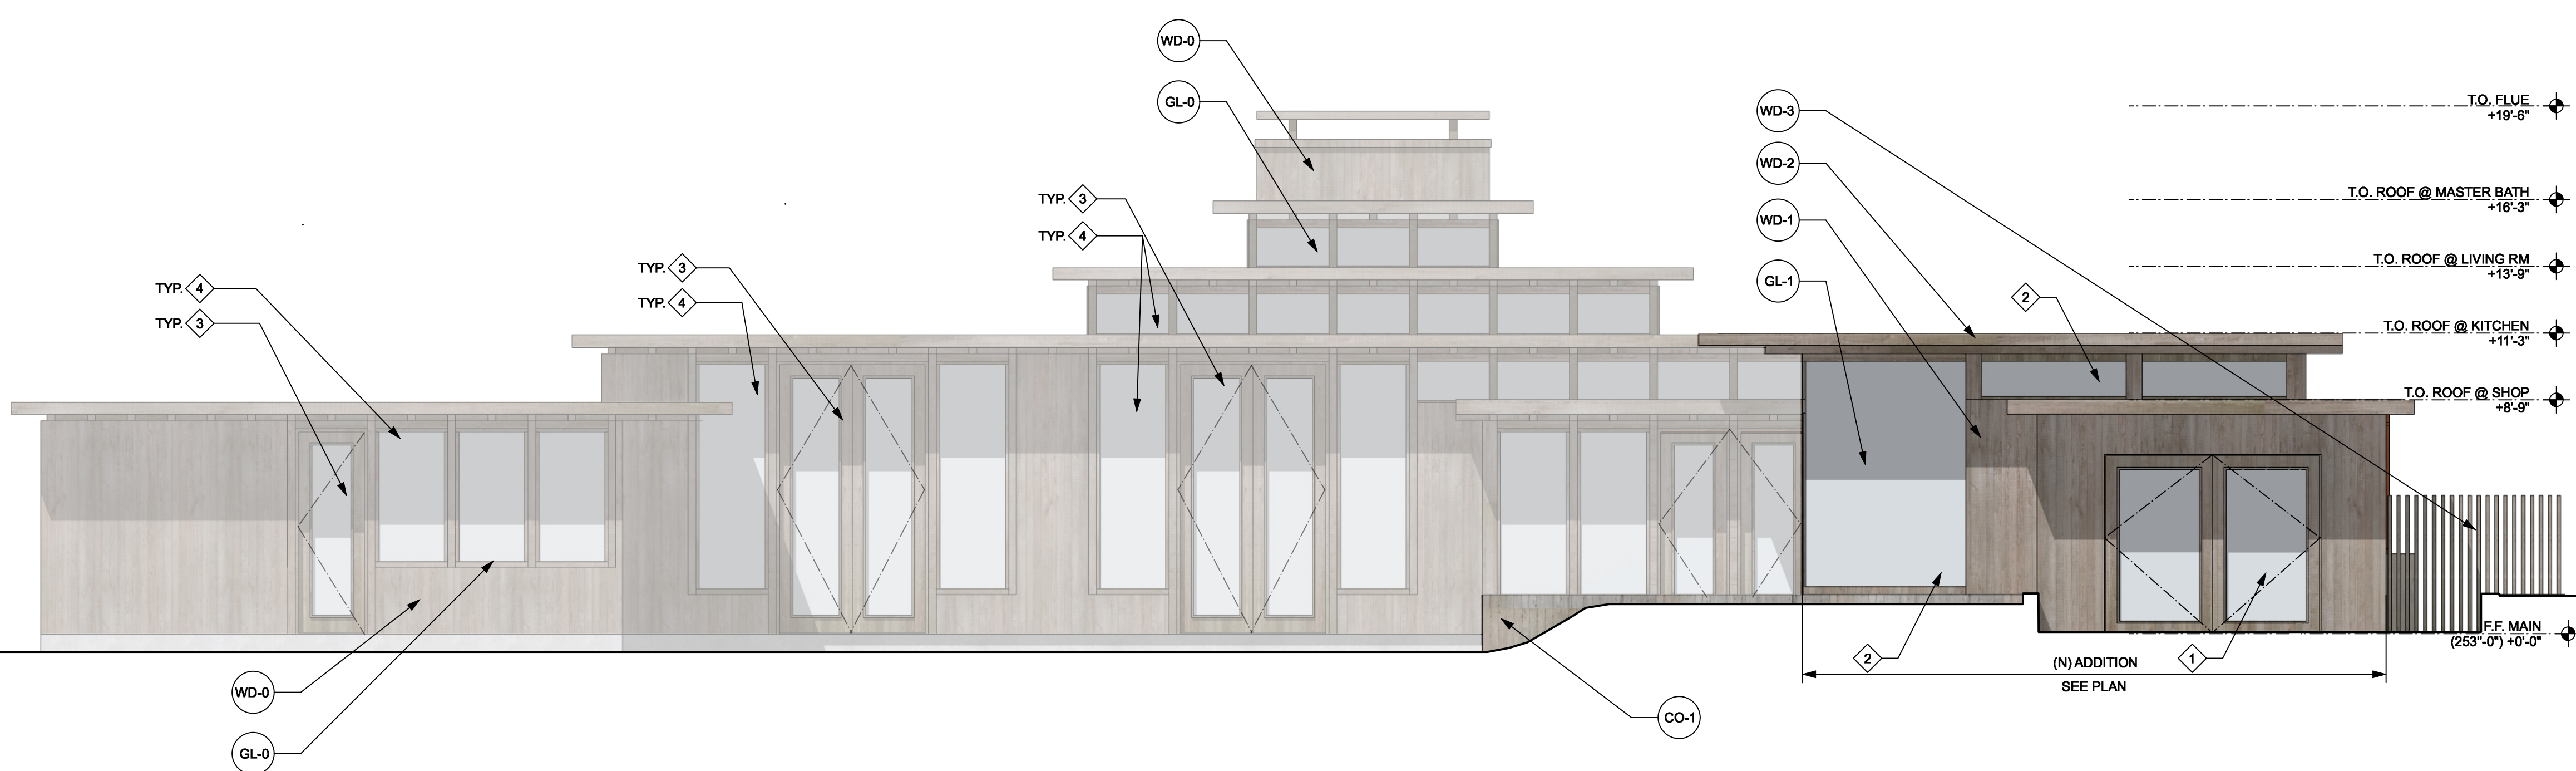 WD-0
GL-0
WD-3
T.O. FLUE
+19'-6"
WD-2
T.O. ROOF @ MASTER BATH
+16'-3"
TYP. 3
WD-1
TYP. 4
T.O. ROOF @ LIVING RM
+13'-9"
TYP. 3
GL-1
TYP. 4
2
TYP. 4
TYP. 3
T.O. ROOF @ KITCHEN
+11'-3"
T.O. ROOF @ SHOP
+8'-9"
F.F. MAIN
(253"-0") +0'-0"
2
(N) ADDITION
1
SEE PLAN
WD-0
CO-1
GL-0